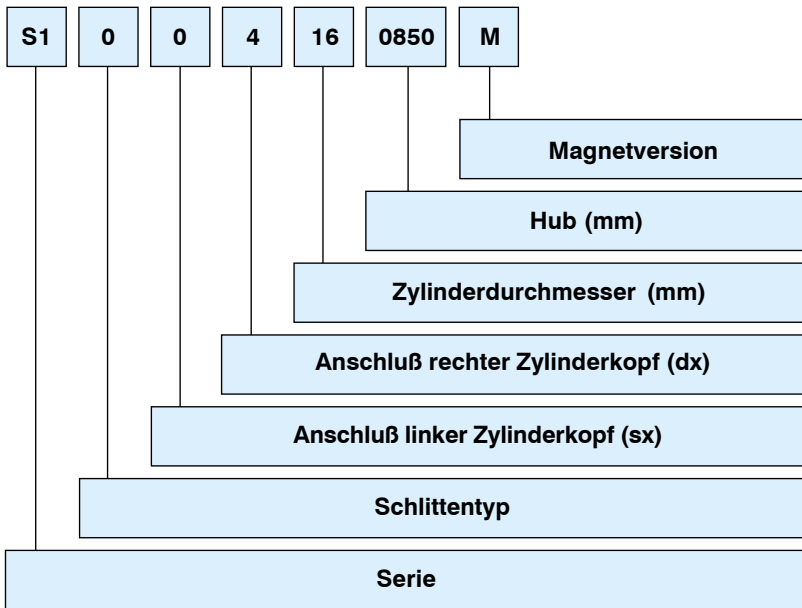 S1 0 0 4 16 0850 M
Magnetversion
Hub (mm)
Zylinderdurchmesser (mm)
Anschluß rechter Zylinderkopf (dx)
Anschluß linker Zylinderkopf (sx)
Schlittentyp
Serie